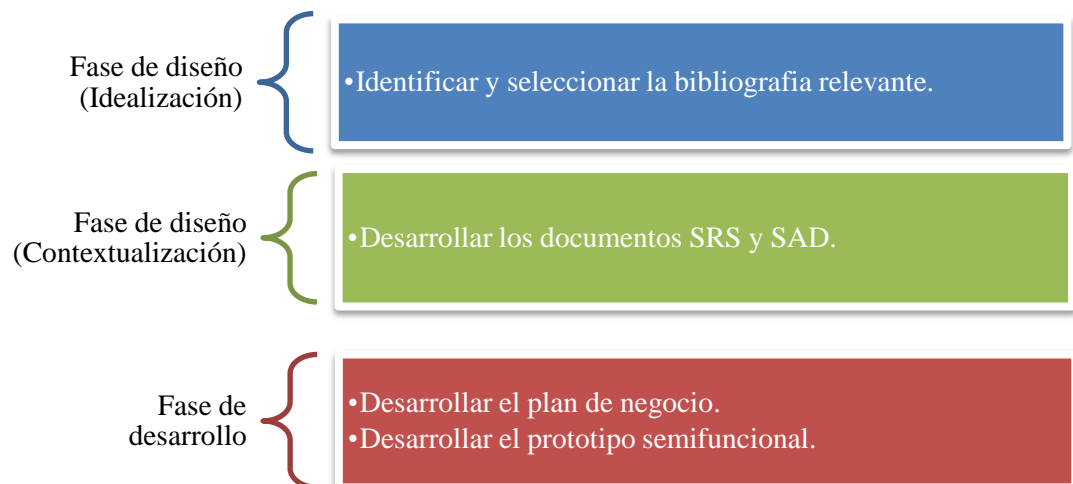 Fase de diseño
(Idealización)
•Identificar y seleccionar la bibliografia relevante.
Fase de diseño
(Contextualización)
•Desarrollar los documentos SRS y SAD.
Fase de
desarrollo
•Desarrollar el plan de negocio.
•Desarrollar el prototipo semifuncional.